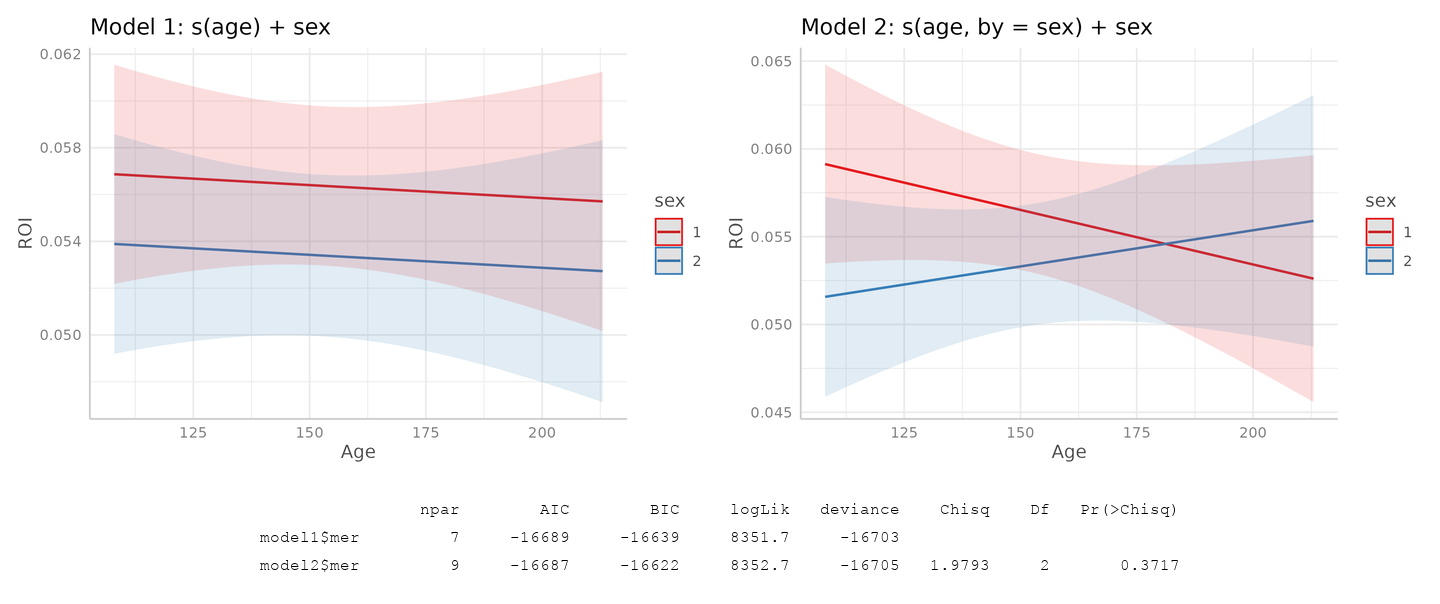 Model 1: s(age) + sex
0.062
0.058
0.054
0.050
ROI
125 150 175 200
Age
sex
1
2
Model 2: s(age, by = sex) + sex
0.065
0.060
0.055
0.050
0.045
ROI
125 150 175 200
Age
sex
1
2
npar AIC BIC logLik deviance Chisq Df Pr(>Chisq)
model1$mer 7 -16689 -16639 8351.7 -16703
model2$mer 9 -16687 -16622 8352.7 -16705 1.9793 2 0.3717